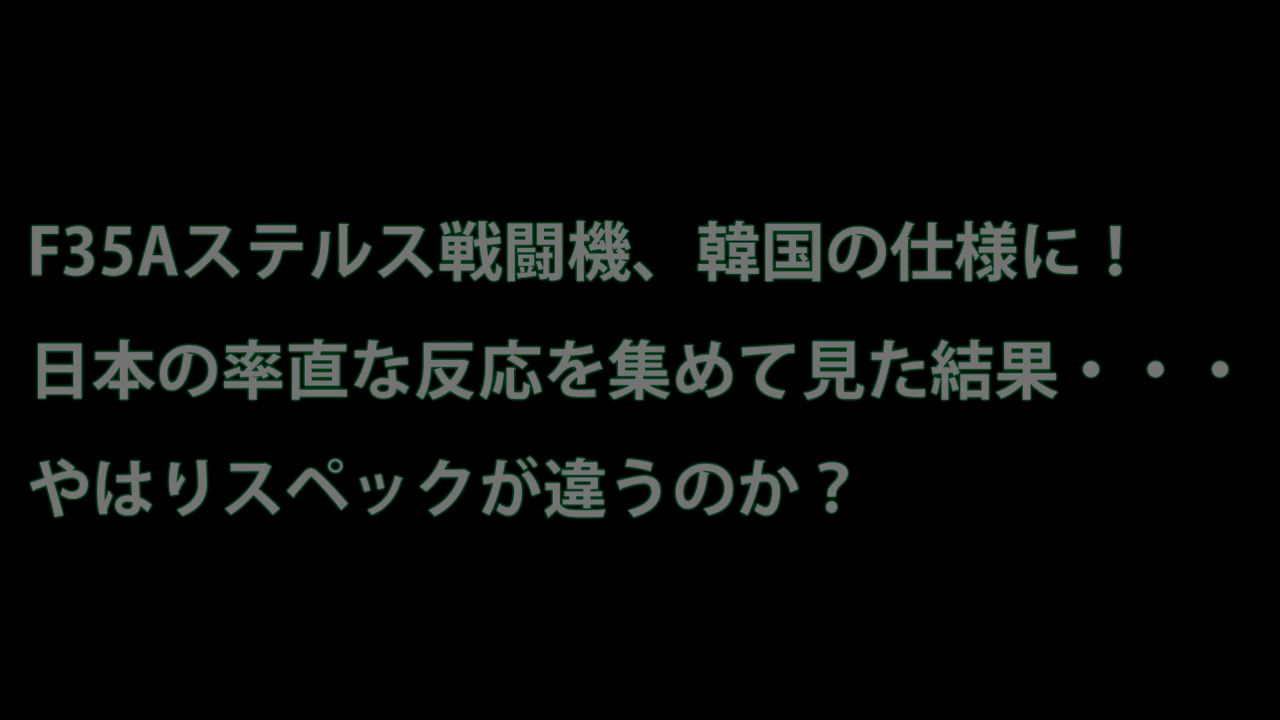 F35Aステルス戦闘機、韓国の仕様に！
日本の率直な反応を集めて見た結果・・・
やはりスペックが違うのか？